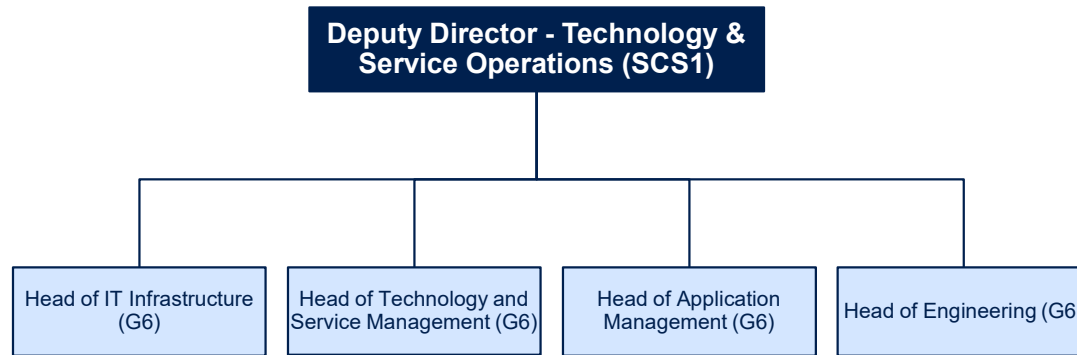 Deputy Director - Technology &
Service Operations (SCS1)
Head of IT Infrastructure
(G6)
Head of Technology and
Service Management (G6)
Head of Application
Management (G6)
Head of Engineering (G6